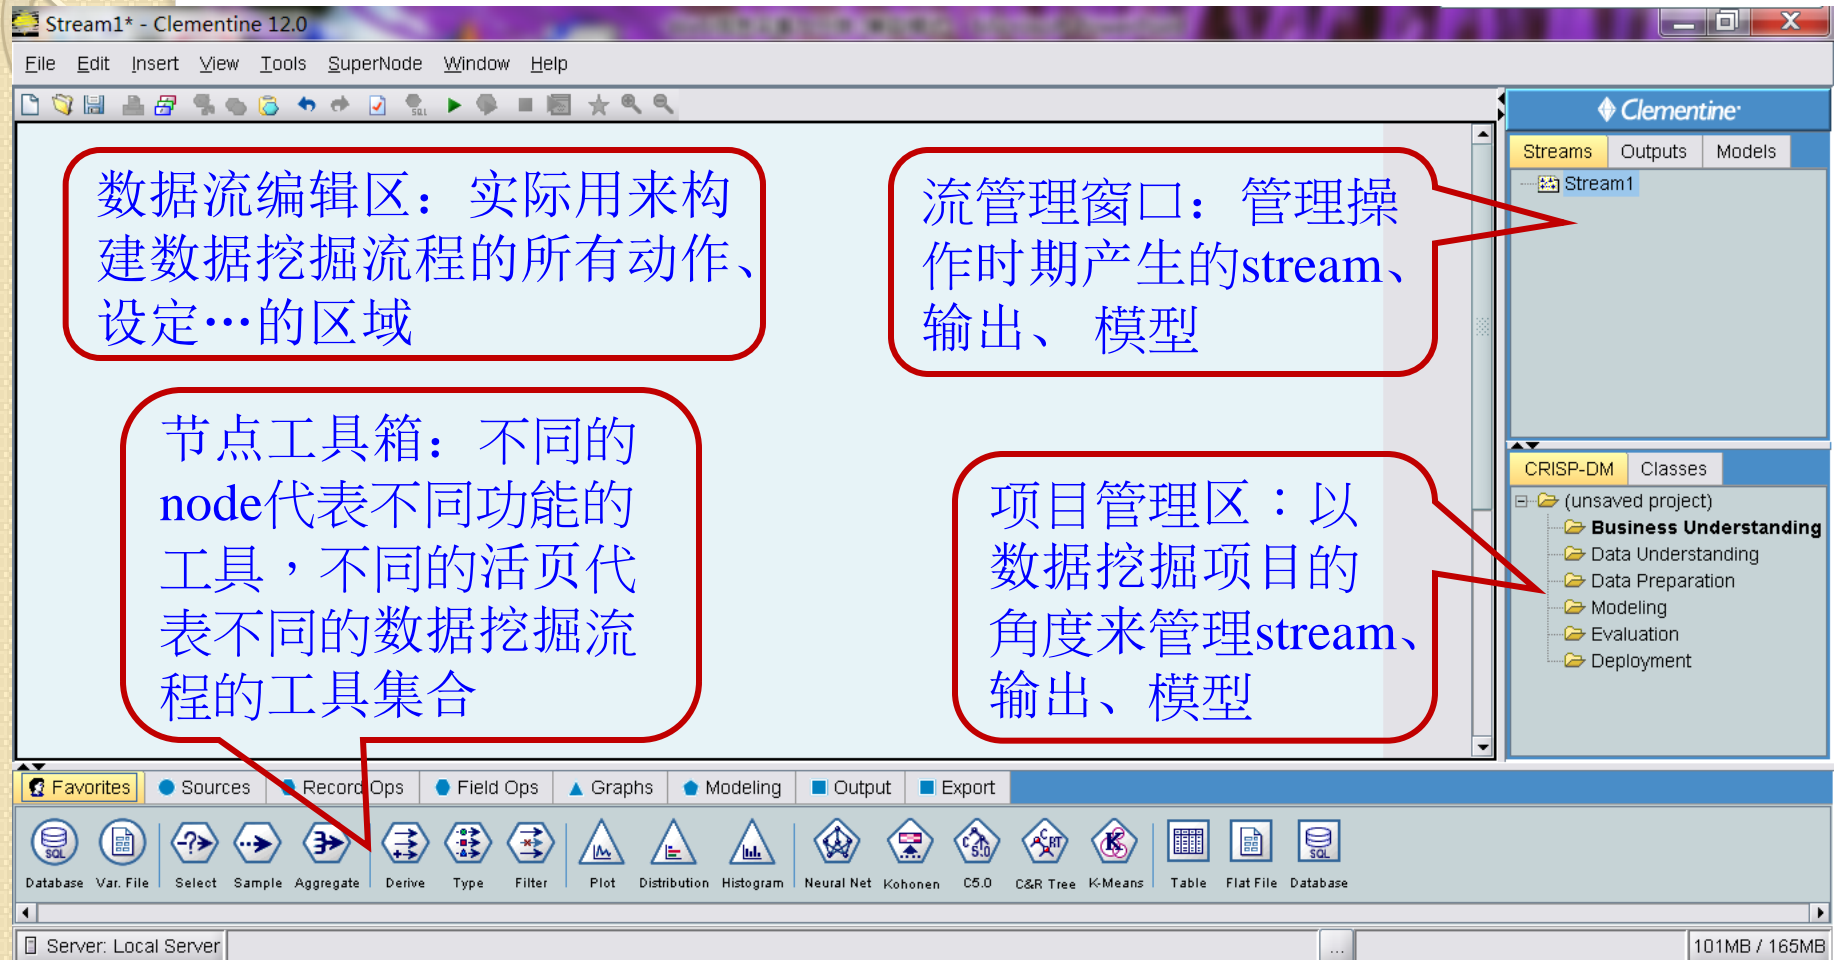 Stream1* - Clementine 12.0
File Edit Insert View Tools SuperNode Window Help
Clementine
Streams Outputs Models
Stream1
数据流编辑区：实际用来构
建数据挖掘流程的所有动作、
设定…的区域
流管理窗口：管理操
作时期产生的stream、
输出、 模型
节点工具箱：不同的
node代表不同功能的
工具，不同的活页代
表不同的数据挖掘流
程的工具集合
项目管理区：以
数据挖掘项目的
角度来管理stream、
输出、模型
CRISP-DM Classes
(unsaved project)
Business Understanding
Data Understanding
Data Preparation
Modeling
Evaluation
Deployment
Favorites Sources Record Ops Field Ops Graphs Modeling Output Export
Database Var. File Select Sample Aggregate Derive Type Filter Plot Distribution Histogram Neural Net Kohonen C5.0 C&R Tree K-Means Table Flat File Database
Server: Local Server ... 101MB / 165MB